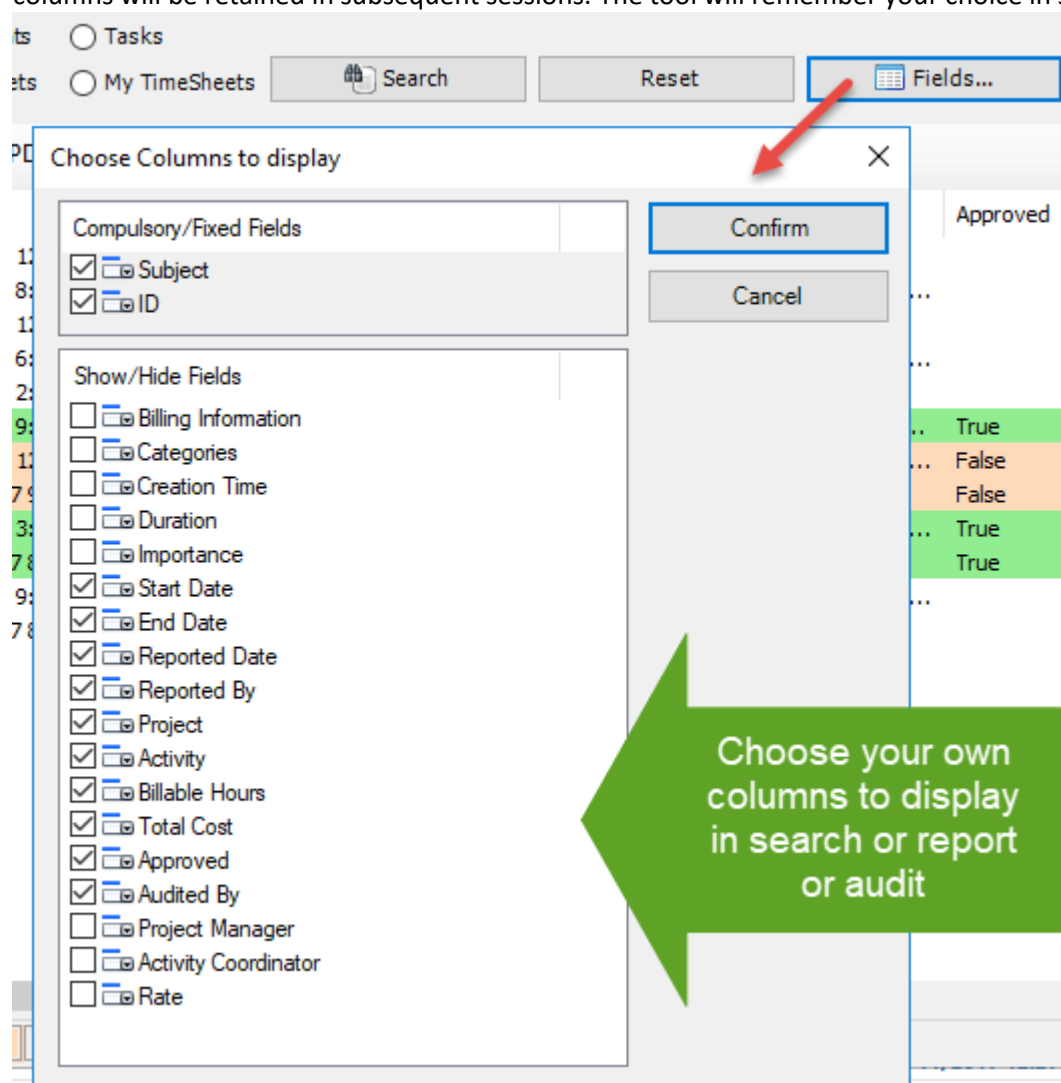 columns will be retained in subsequent sessions. The tool will remember your choice in
Tasks
My TimeSheets Search Reset Fields...
Choose Columns to display
Approved
Compulsory/Fixed Fields Confirm
Subject
ID
Cancel
Show/Hide Fields
Billing Information
True
Categories
False
Creation Time
False
Duration
True
Importance
True
Start Date
End Date
Reported Date
Reported By
Project
Activity
Billable Hours
Total Cost
Approved
Audited By
Project Manager
Activity Coordinator
Rate
Choose your own
columns to display
in search or report
or audit